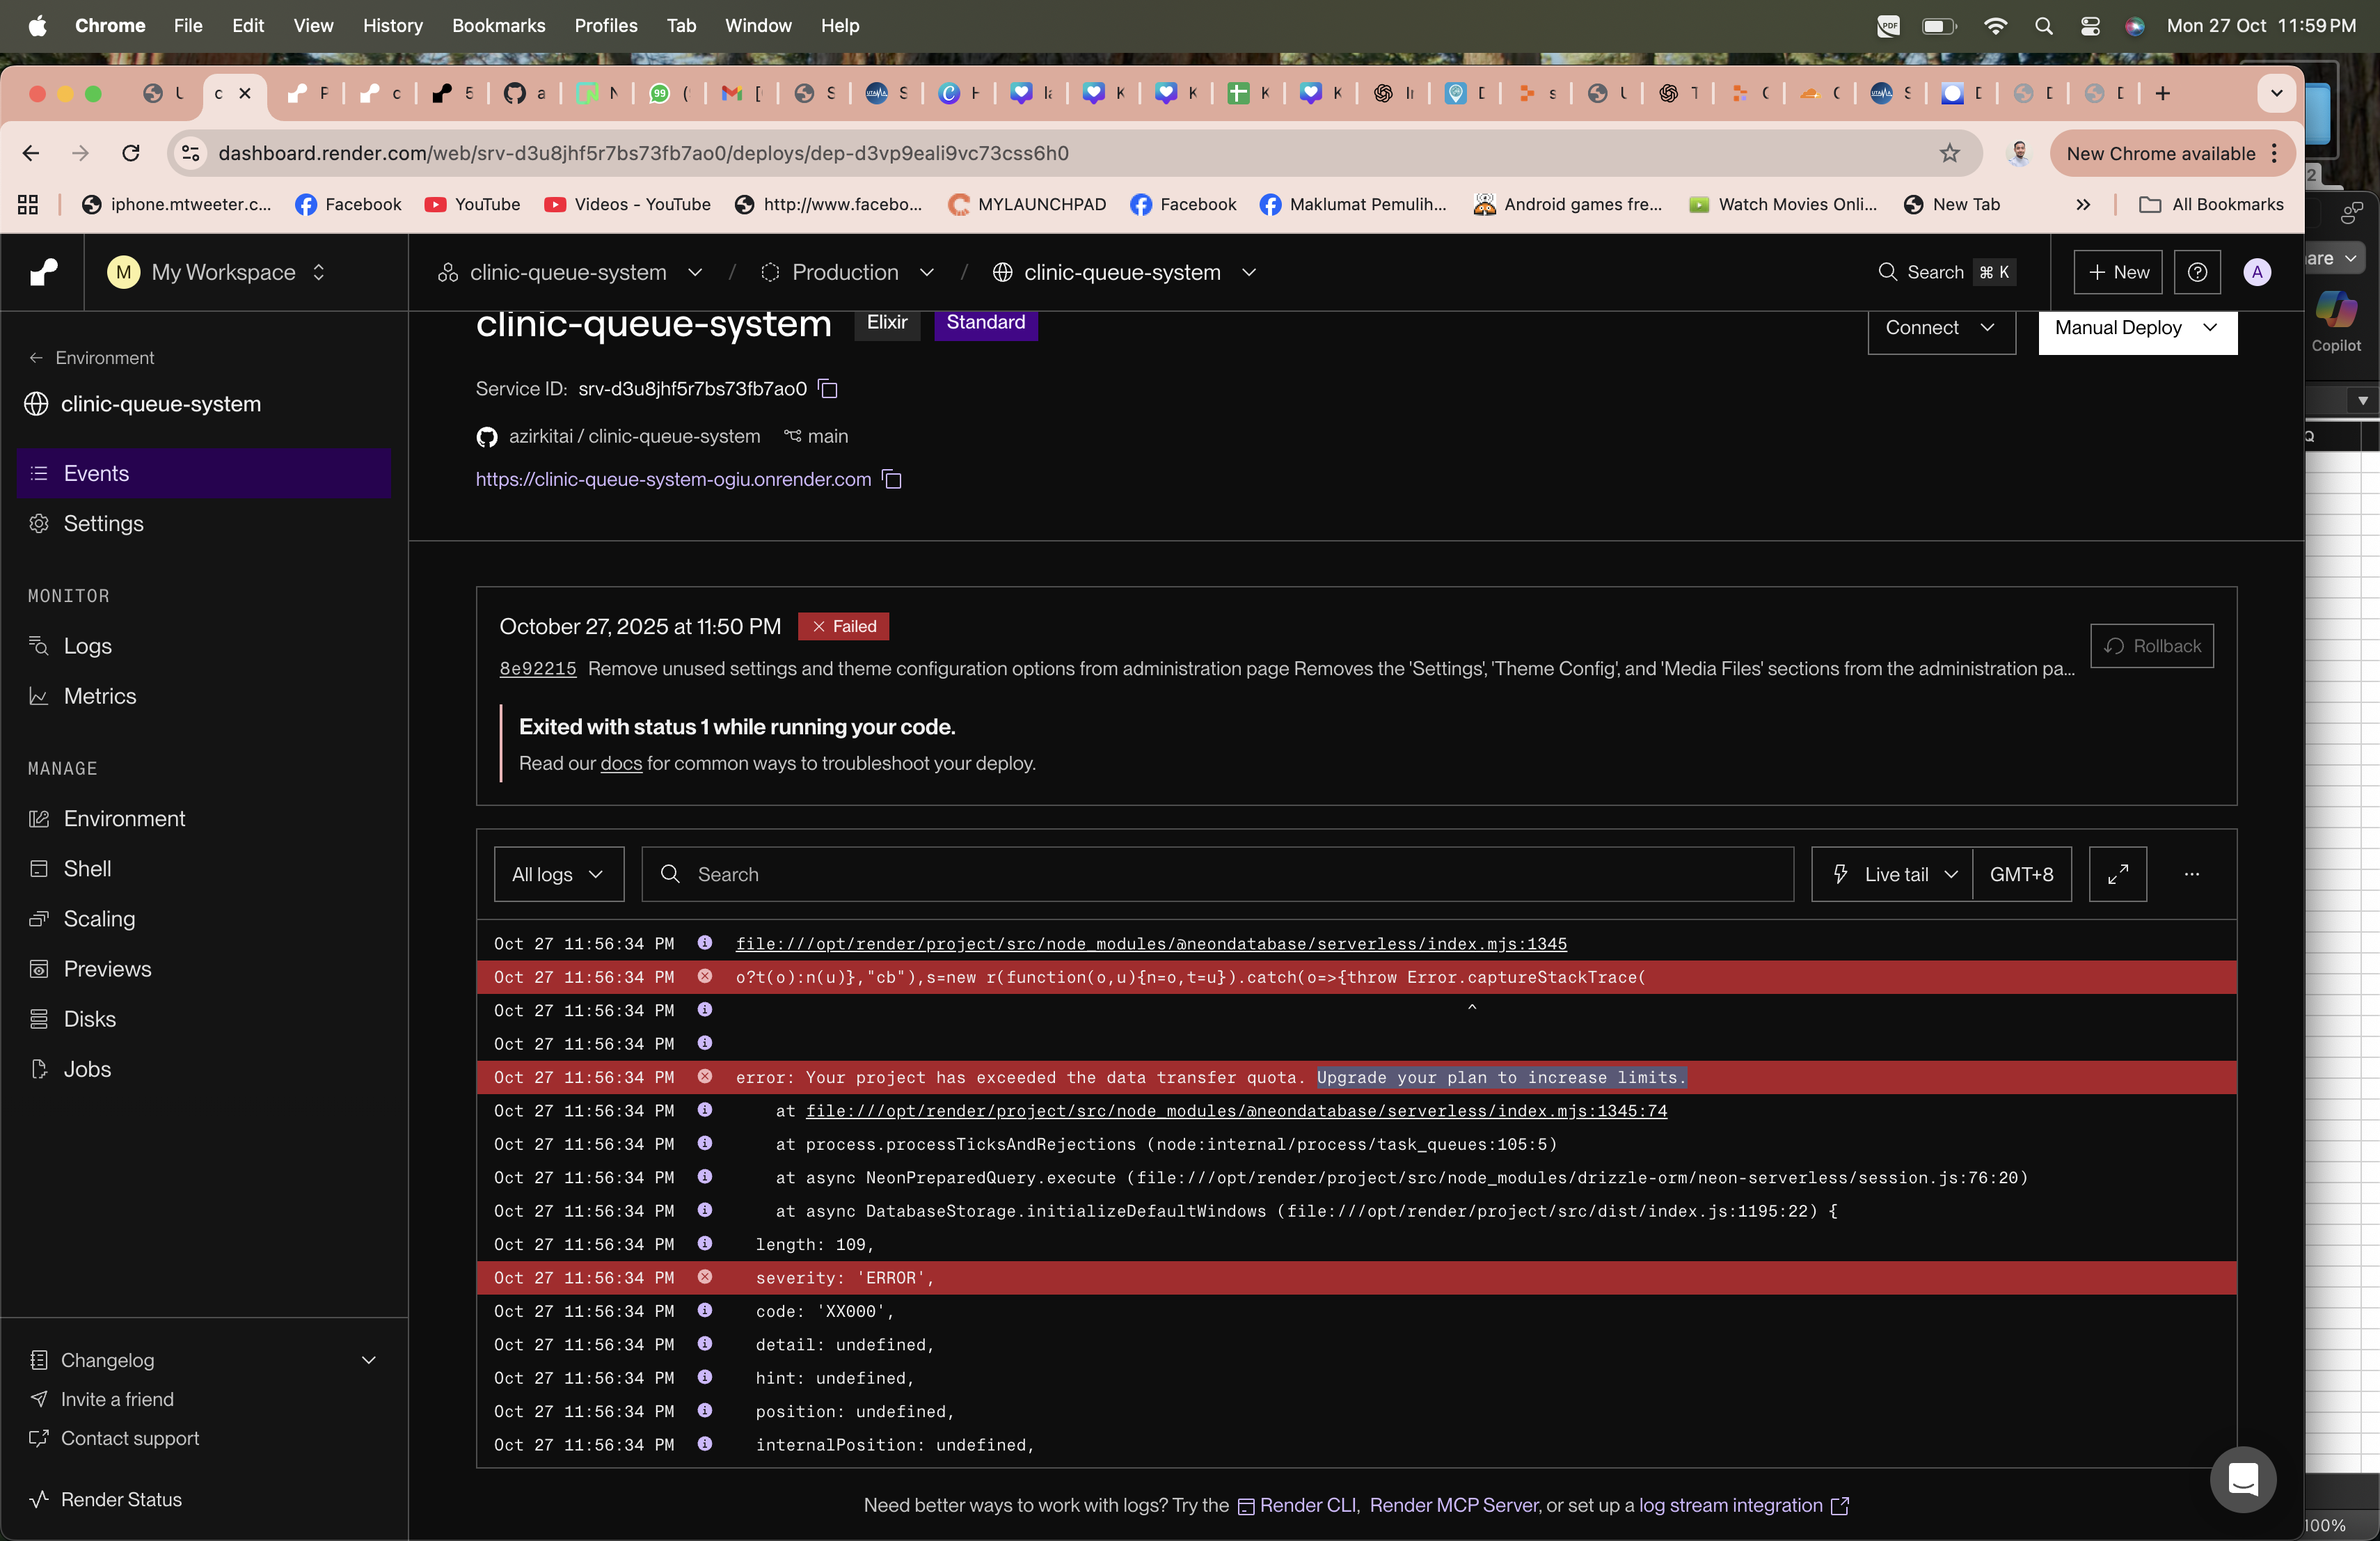 Chrome File Edit View History Bookmarks Profiles Tab Window Help Mon 27 Oct 11:59 PM
dashboard.render.com/web/srv-d3u8jhf5r7bs73fb7ao0/deploys/dep-d3vp9eali9vc73css6h0 New Chrome available
iphone.mtweeter.c... Facebook YouTube Videos - YouTube http://www.facebo... MYLAUNCHPAD Facebook Maklumat Pemulih... Android games fre... Watch Movies Onli... New Tab All Bookmarks
M My Workspace clinic-queue-system / Production / clinic-queue-system Search ⌘ K + New A
clinic-queue-system Elixir Standard Connect Manual Deploy
Copilot
← Environment
clinic-queue-system
Events
Settings
MONITOR
Logs
Metrics
MANAGE
Environment
Shell
Scaling
Previews
Disks
Jobs
Changelog
Invite a friend
Contact support
Render Status
Service ID: srv-d3u8jhf5r7bs73fb7ao0
azirkitai / clinic-queue-system main
https://clinic-queue-system-ogiu.onrender.com
October 27, 2025 at 11:50 PM Failed
Rollback
8e92215 Remove unused settings and theme configuration options from administration page Removes the 'Settings', 'Theme Config', and 'Media Files' sections from the administration pa...
Exited with status 1 while running your code.
Read our docs for common ways to troubleshoot your deploy.
All logs Search Live tail GMT+8 ...
Oct 27 11:56:34 PM file:///opt/render/project/src/node_modules/@neondatabase/serverless/index.mjs:1345
Oct 27 11:56:34 PM o?t(o):n(u)},"cb"),s=new r(function(o,u){n=o,t=u}).catch(o=>{throw Error.captureStackTrace(
Oct 27 11:56:34 PM ^
Oct 27 11:56:34 PM
Oct 27 11:56:34 PM error: Your project has exceeded the data transfer quota. Upgrade your plan to increase limits.
Oct 27 11:56:34 PM at file:///opt/render/project/src/node_modules/@neondatabase/serverless/index.mjs:1345:74
Oct 27 11:56:34 PM at process.processTicksAndRejections (node:internal/process/task_queues:105:5)
Oct 27 11:56:34 PM at async NeonPreparedQuery.execute (file:///opt/render/project/src/node_modules/drizzle-orm/neon-serverless/session.js:76:20)
Oct 27 11:56:34 PM at async DatabaseStorage.initializeDefaultWindows (file:///opt/render/project/src/dist/index.js:1195:22) {
Oct 27 11:56:34 PM length: 109,
Oct 27 11:56:34 PM severity: 'ERROR',
Oct 27 11:56:34 PM code: 'XX000',
Oct 27 11:56:34 PM detail: undefined,
Oct 27 11:56:34 PM hint: undefined,
Oct 27 11:56:34 PM position: undefined,
Oct 27 11:56:34 PM internalPosition: undefined,
Need better ways to work with logs? Try the Render CLI, Render MCP Server, or set up a log stream integration
100%